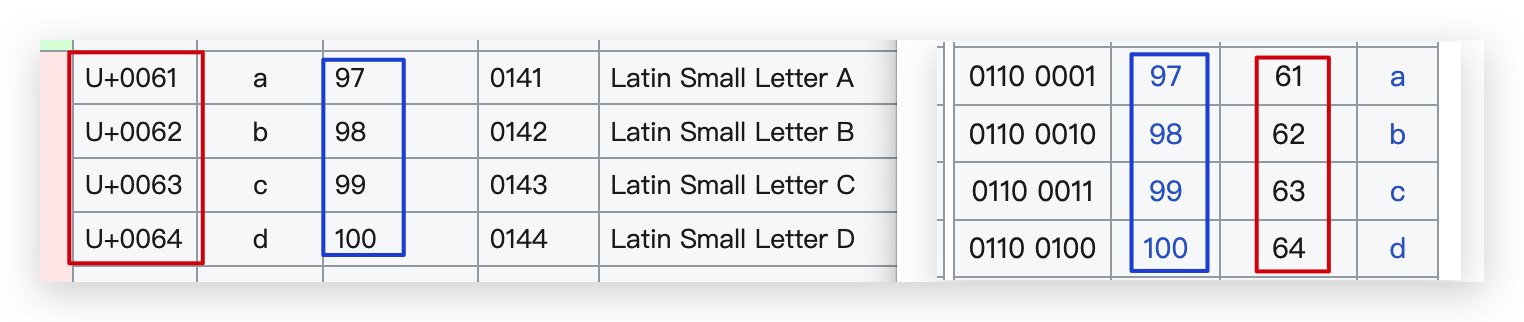 U+0061 a 97 0141 Latin Small Letter A
U+0062 b 98 0142 Latin Small Letter B
U+0063 c 99 0143 Latin Small Letter C
U+0064 d 100 0144 Latin Small Letter D
0110 0001 97 61 a
0110 0010 98 62 b
0110 0011 99 63 c
0110 0100 100 64 d